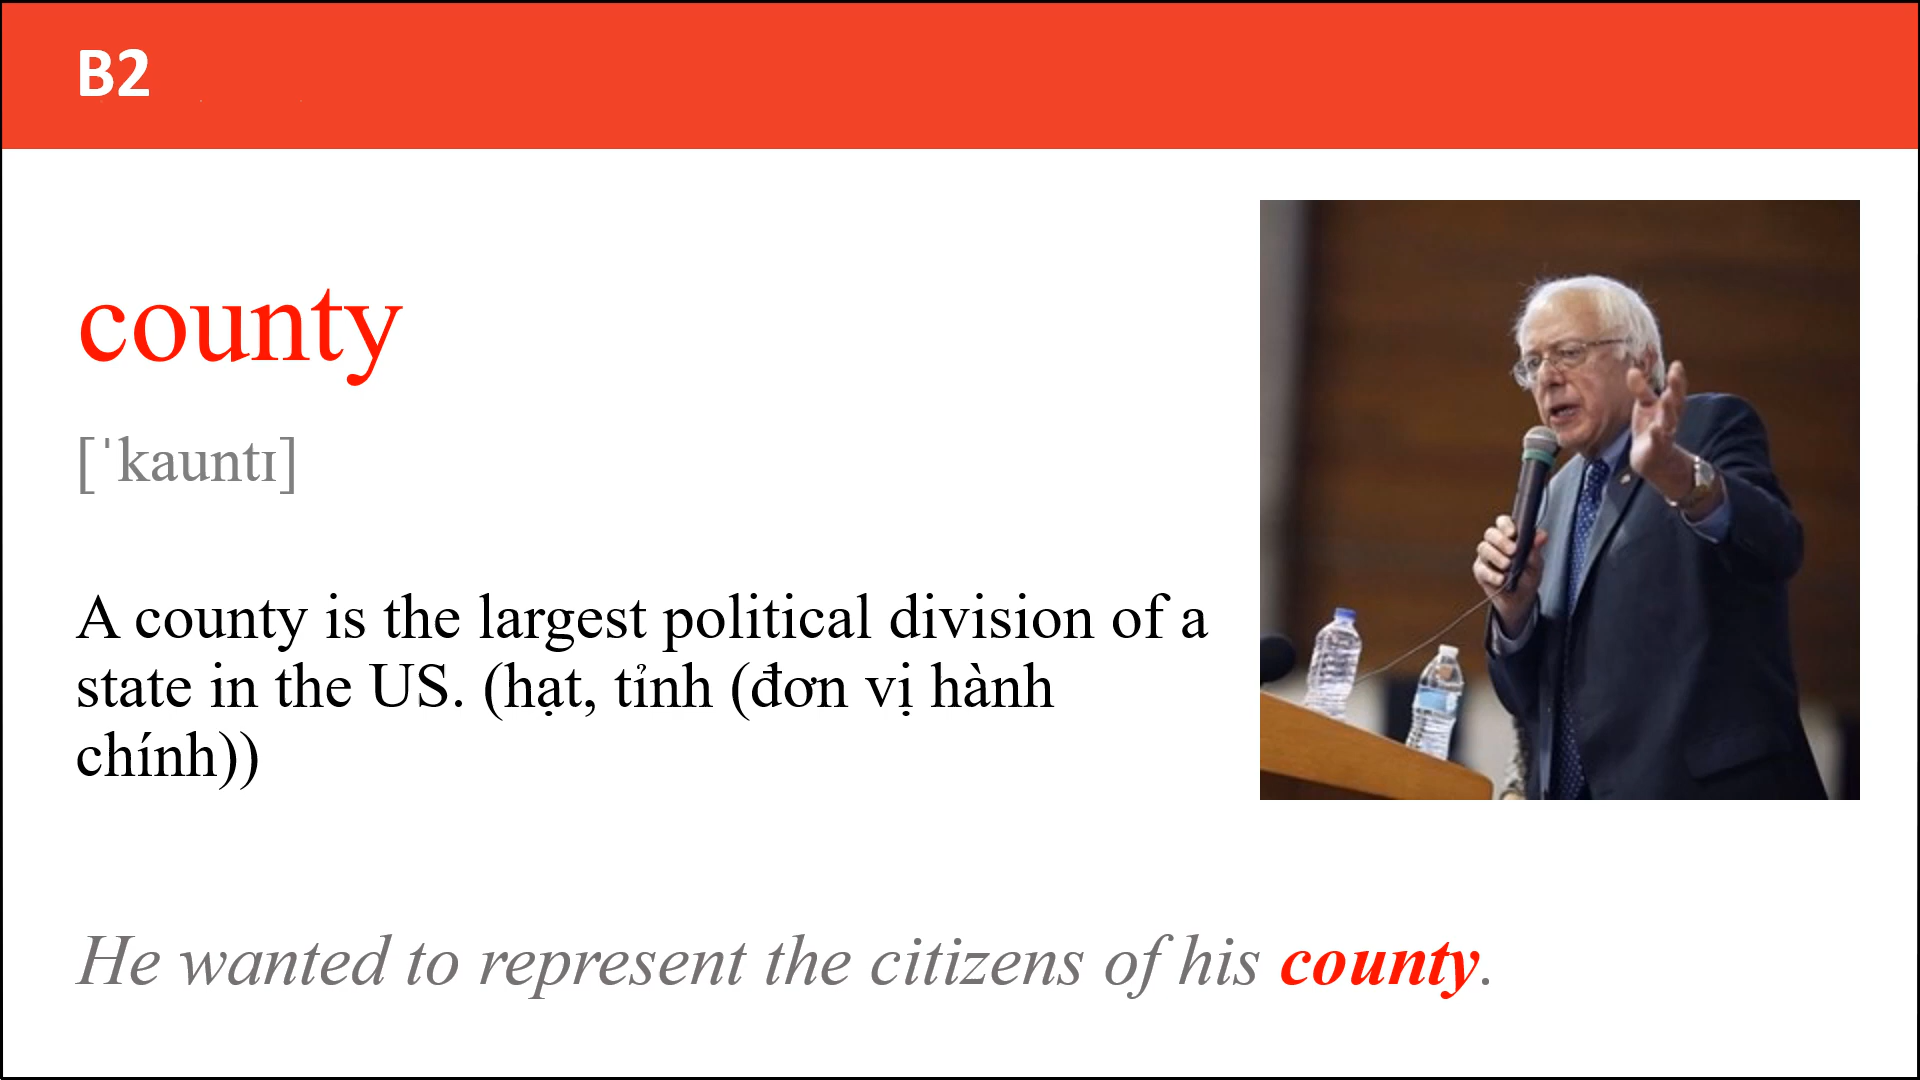 B2
county
[ˈkauntɪ]
A county is the largest political division of a
state in the US. (hạt, tỉnh (đơn vị hành
chính))
He wanted to represent the citizens of his county.